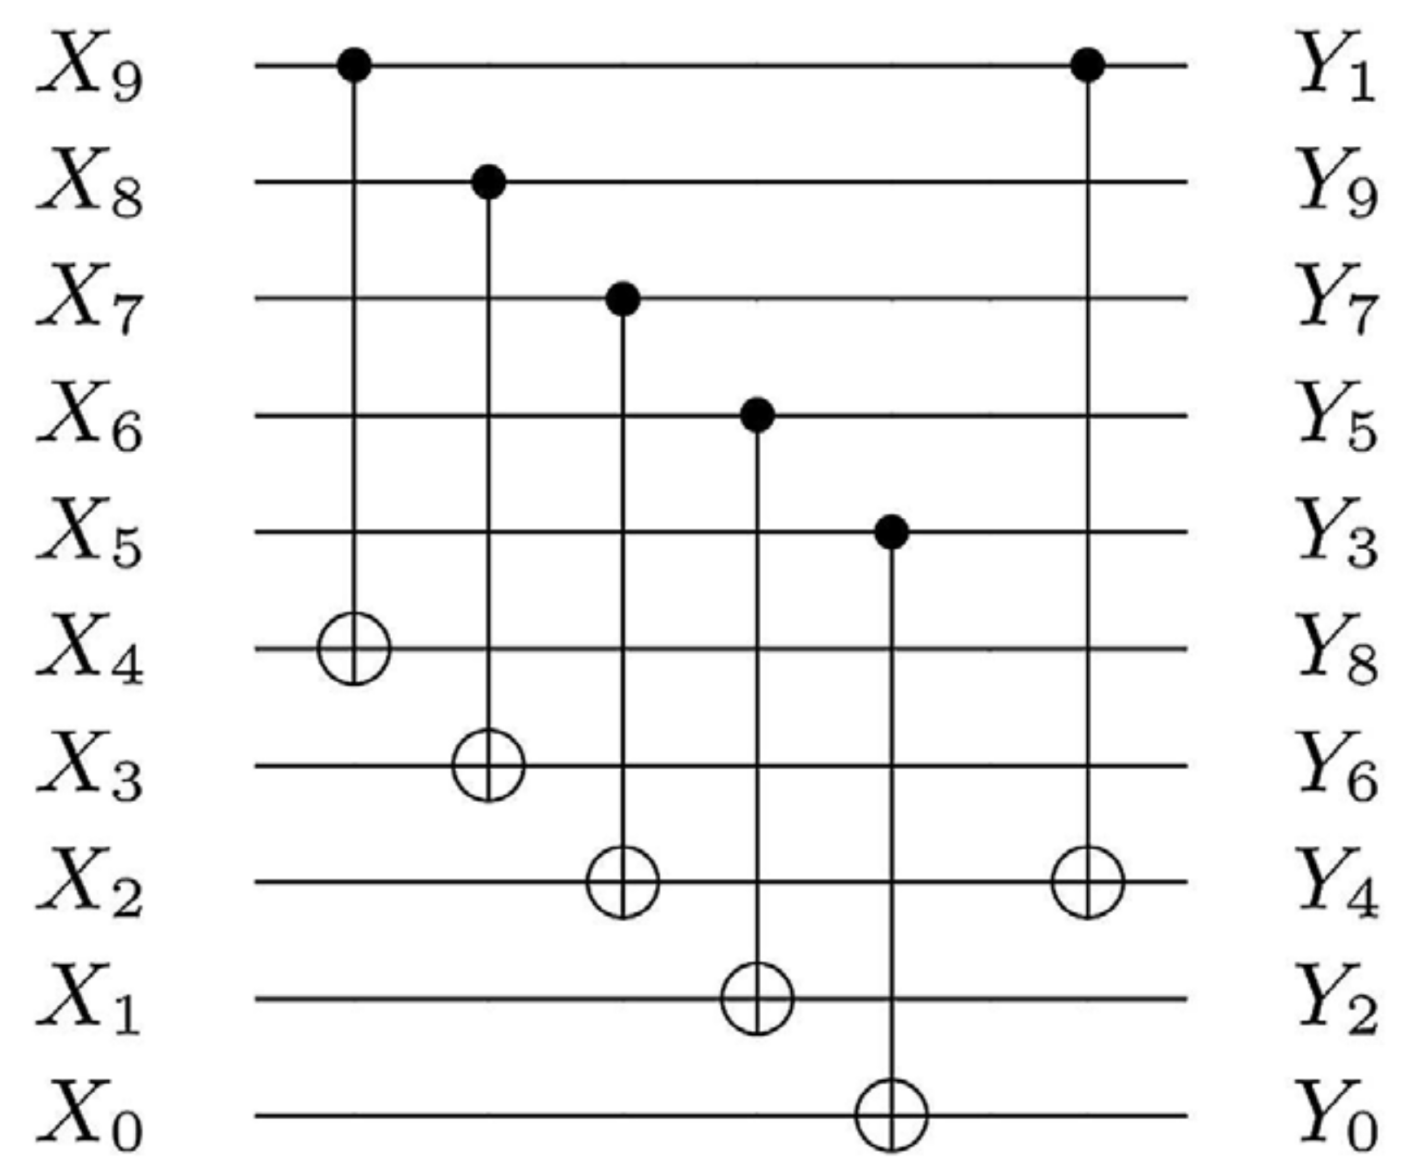 X₉ Y₁
X₈ Y₉
X₇ Y₇
X₆ Y₅
X₅ Y₃
X₄ Y₈
X₃ Y₆
X₂ Y₄
X₁ Y₂
X₀ Y₀